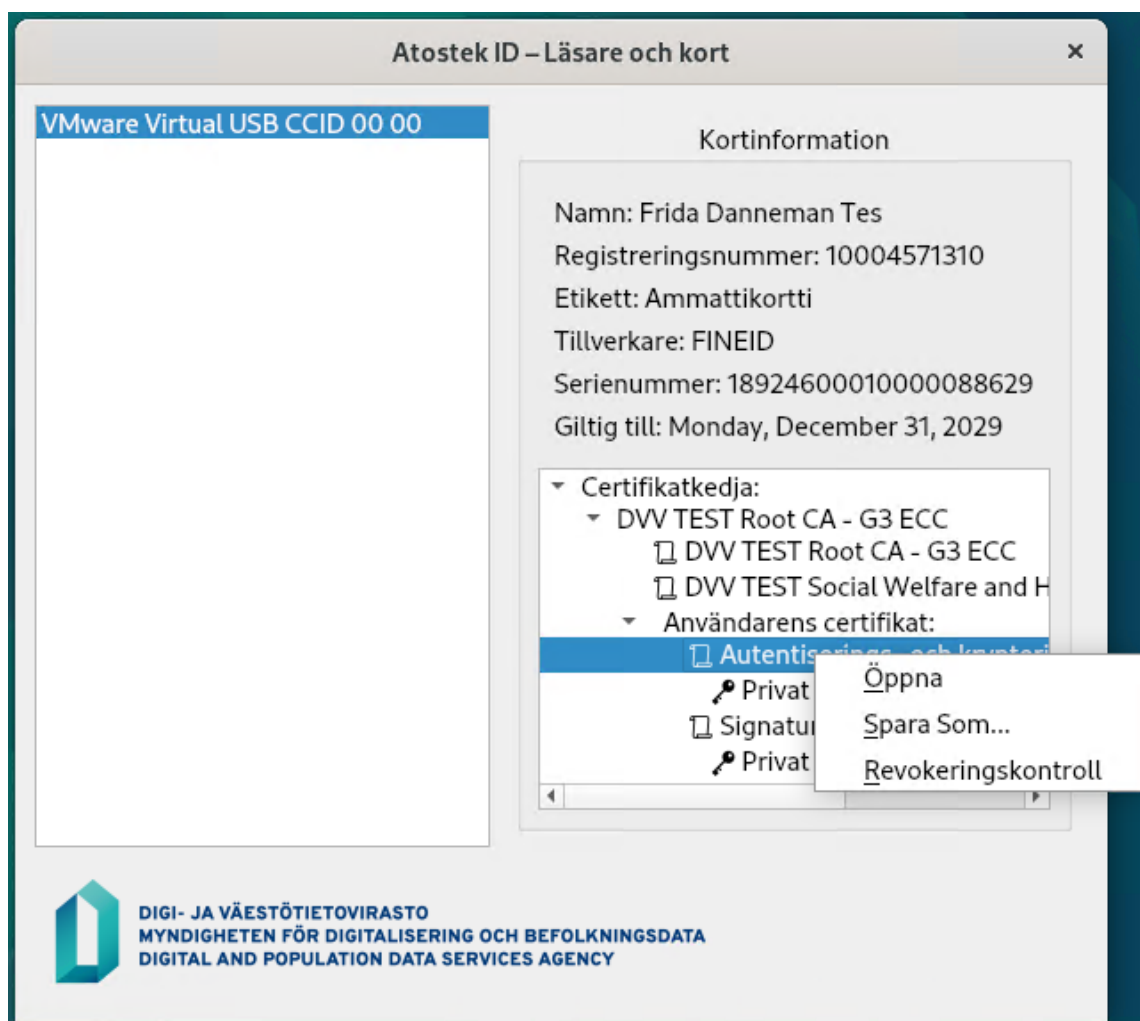 Atostek ID – Läsare och kort
VMware Virtual USB CCID 00 00
Kortinformation
Namn: Frida Danneman Tes
Registreringsnummer: 10004571310
Etikett: Ammattikortti
Tillverkare: FINEID
Serienummer: 18924600010000088629
Giltig till: Monday, December 31, 2029
Certifikatkedja:
DVV TEST Root CA - G3 ECC
DVV TEST Root CA - G3 ECC
DVV TEST Social Welfare and H
Användarens certifikat:
Autentiserings- och krypteri
Privat
Signatur
Privat
Öppna
Spara Som...
Revokeringskontroll
DIGI- JA VÄESTÖTIETOVIRASTO
MYNDIGHETEN FÖR DIGITALISERING OCH BEFOLKNINGSDATA
DIGITAL AND POPULATION DATA SERVICES AGENCY